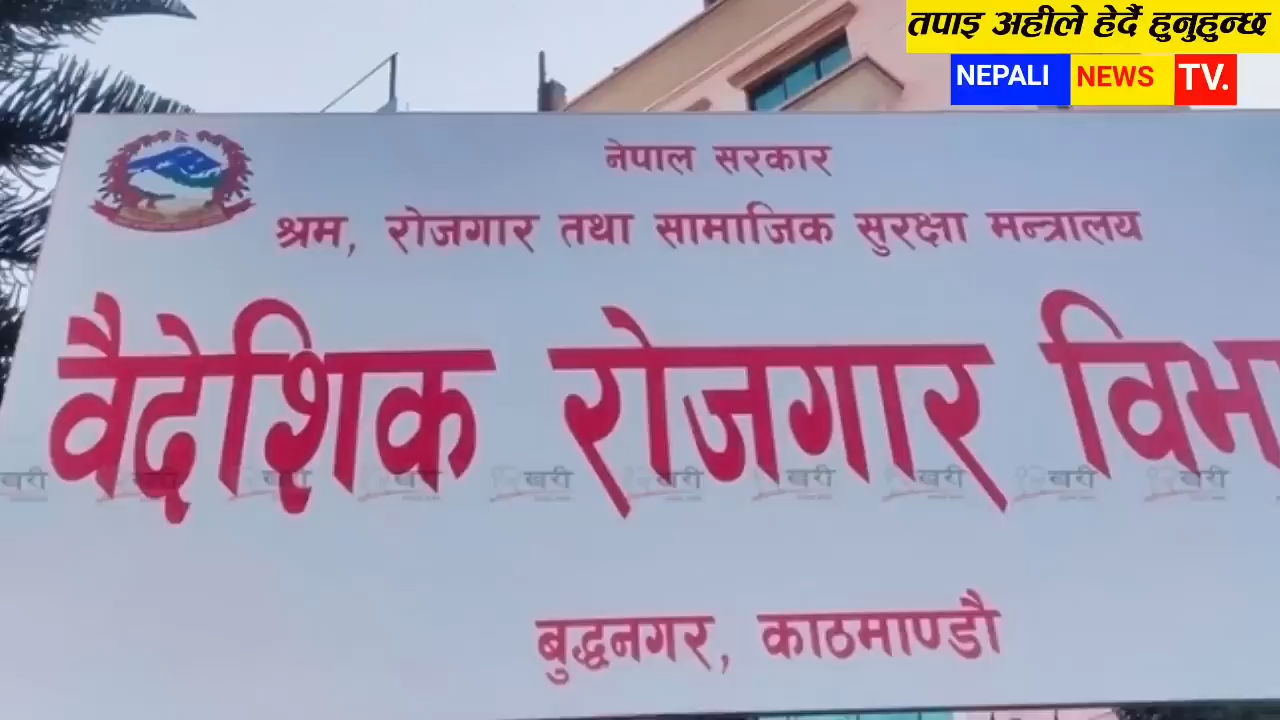 तपाइ अहीले हेर्दै हुनुहुन्छ
NEPALI NEWS TV.
नेपाल सरकार
श्रम, रोजगार तथा सामाजिक सुरक्षा मन्त्रालय
वैदेशिक रोजगार विभा
बुद्धनगर, काठमाण्डौ